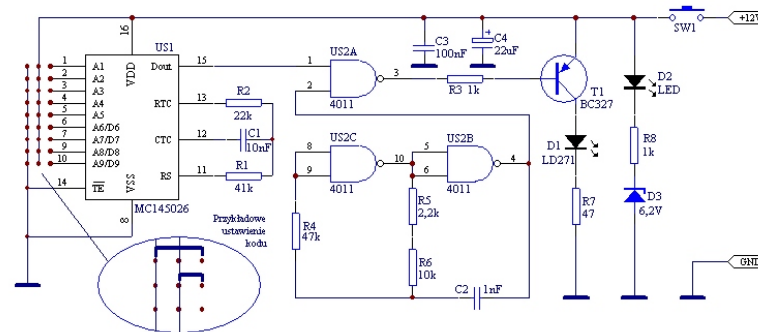 +12V
SW1
16
VDD
US1
1
2
3
4
5
6
7
8
9
10
A1
A2
A3
A4
A5
A6/D6
A7/D7
A8/D8
A9/D9
14
TE
VSS
8
MC145026
Dout
15
RTC
13
CTC
12
RS
11
R2
22k
C1
10nF
R1
41k
US2A
1
2
3
4011
C3
100nF
C4
22uF
R3 1k
T1
BC327
D1
LD271
R7
47
D2
LED
R8
1k
D3
6,2V
US2C
8
9
10
4011
US2B
5
6
4
4011
R4
47k
R5
2,2k
R6
10k
C2
1nF
GND
Przykładowe
ustawienie
kodu